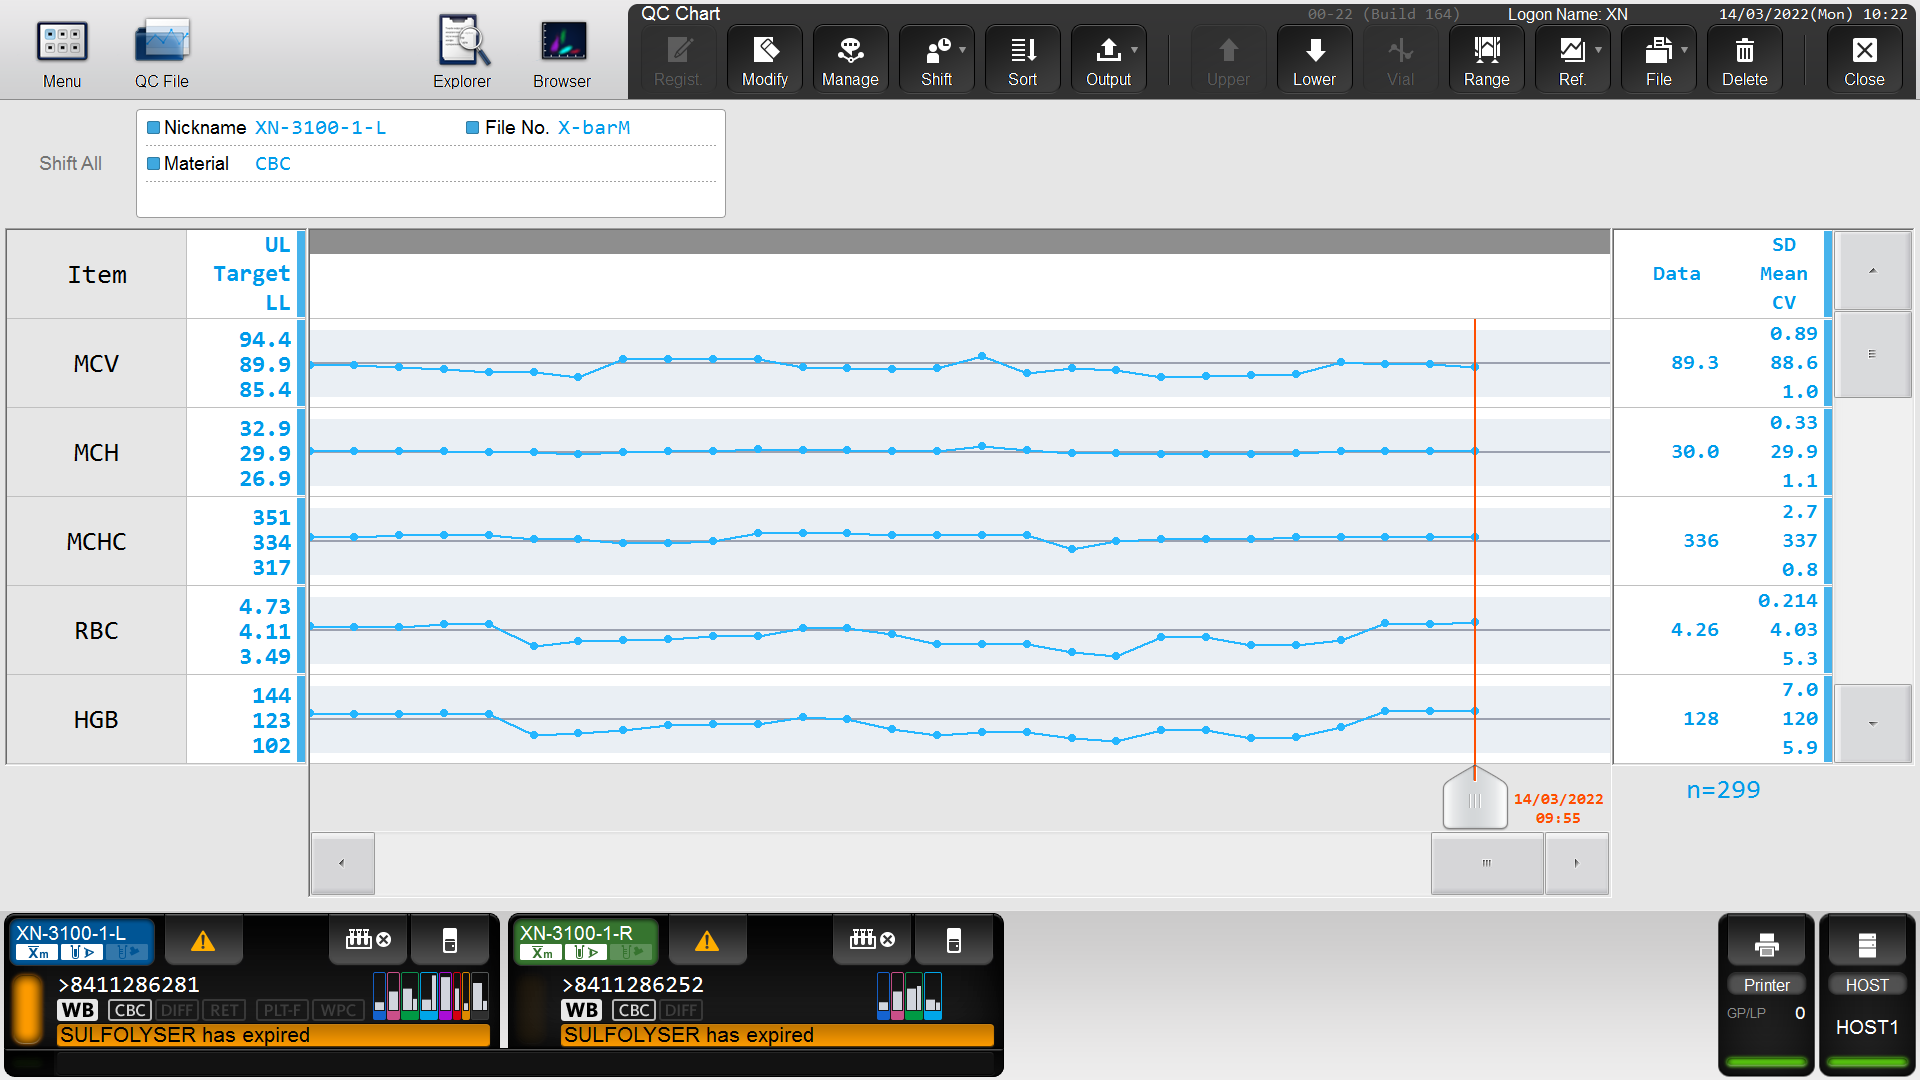 QC Chart
00-22 (Build 164)
Logon Name: XN
14/03/2022(Mon) 10:22
Menu
QC File
Explorer
Browser
Regist.
Modify
Manage
Shift
Sort
Output
Upper
Lower
Vial
Range
Ref.
File
Delete
Close
Shift All
Nickname XN-3100-1-L
File No. X-barM
Material CBC
Item
UL
Target
LL
Data
SD
Mean
CV
MCV
94.4
89.9
85.4
89.3
0.89
88.6
1.0
MCH
32.9
29.9
26.9
30.0
0.33
29.9
1.1
MCHC
351
334
317
336
2.7
337
0.8
RBC
4.73
4.11
3.49
4.26
0.214
4.03
5.3
HGB
144
123
102
128
7.0
120
5.9
14/03/2022
09:55
n=299
XN-3100-1-L
Xm
>8411286281
WB CBC DIFF RET PLT-F WPC
SULFOLYSER has expired
XN-3100-1-R
Xm
>8411286252
WB CBC DIFF
SULFOLYSER has expired
Printer
GP/LP 0
HOST
HOST1